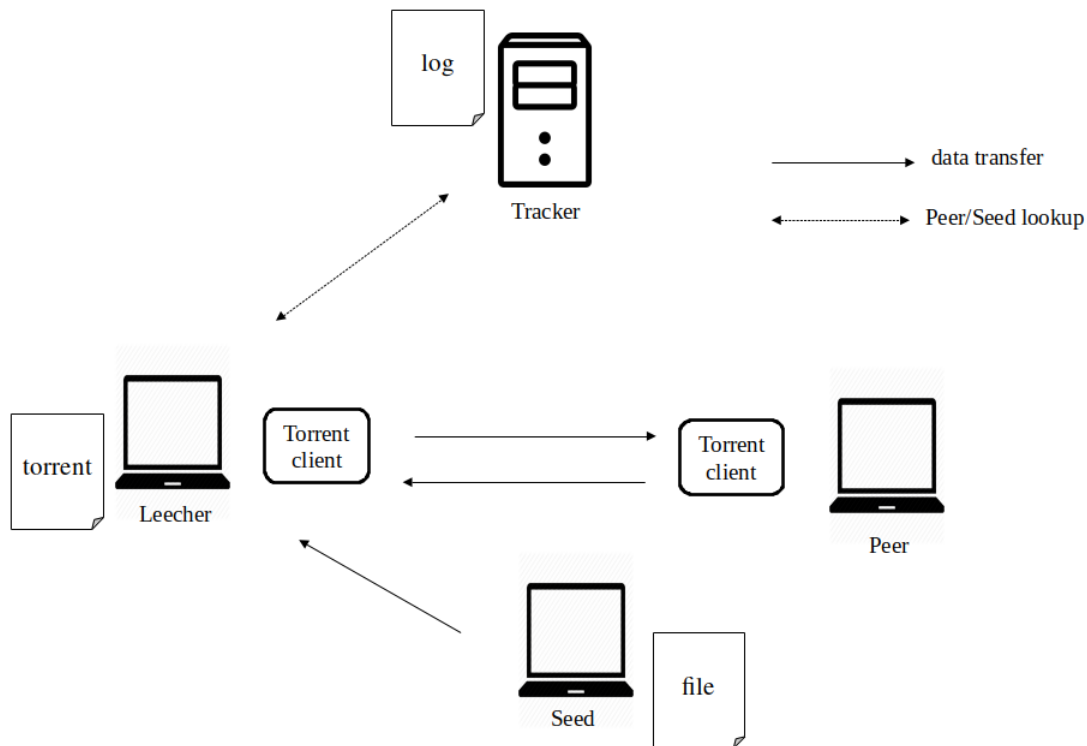 log
Tracker
data transfer
Peer/Seed lookup
torrent
Leecher
Torrent
client
Torrent
client
Peer
Seed
file